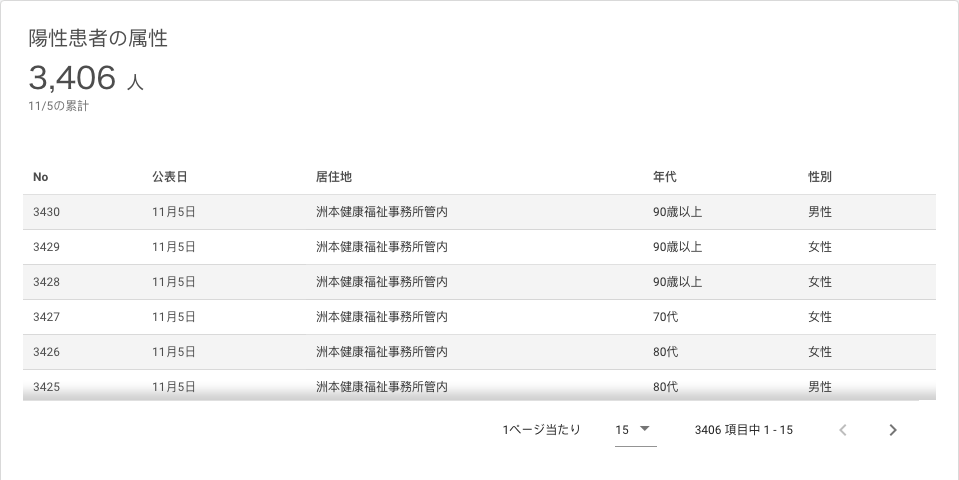 陽性患者の属性
3,406 人
11/5の累計
No 公表日 居住地 年代 性別
3430 11月5日 洲本健康福祉事務所管内 90歳以上 男性
3429 11月5日 洲本健康福祉事務所管内 90歳以上 女性
3428 11月5日 洲本健康福祉事務所管内 90歳以上 女性
3427 11月5日 洲本健康福祉事務所管内 70代 女性
3426 11月5日 洲本健康福祉事務所管内 80代 女性
3425 11月5日 洲本健康福祉事務所管内 80代 男性
1ページ当たり 15 3406 項目中 1 - 15